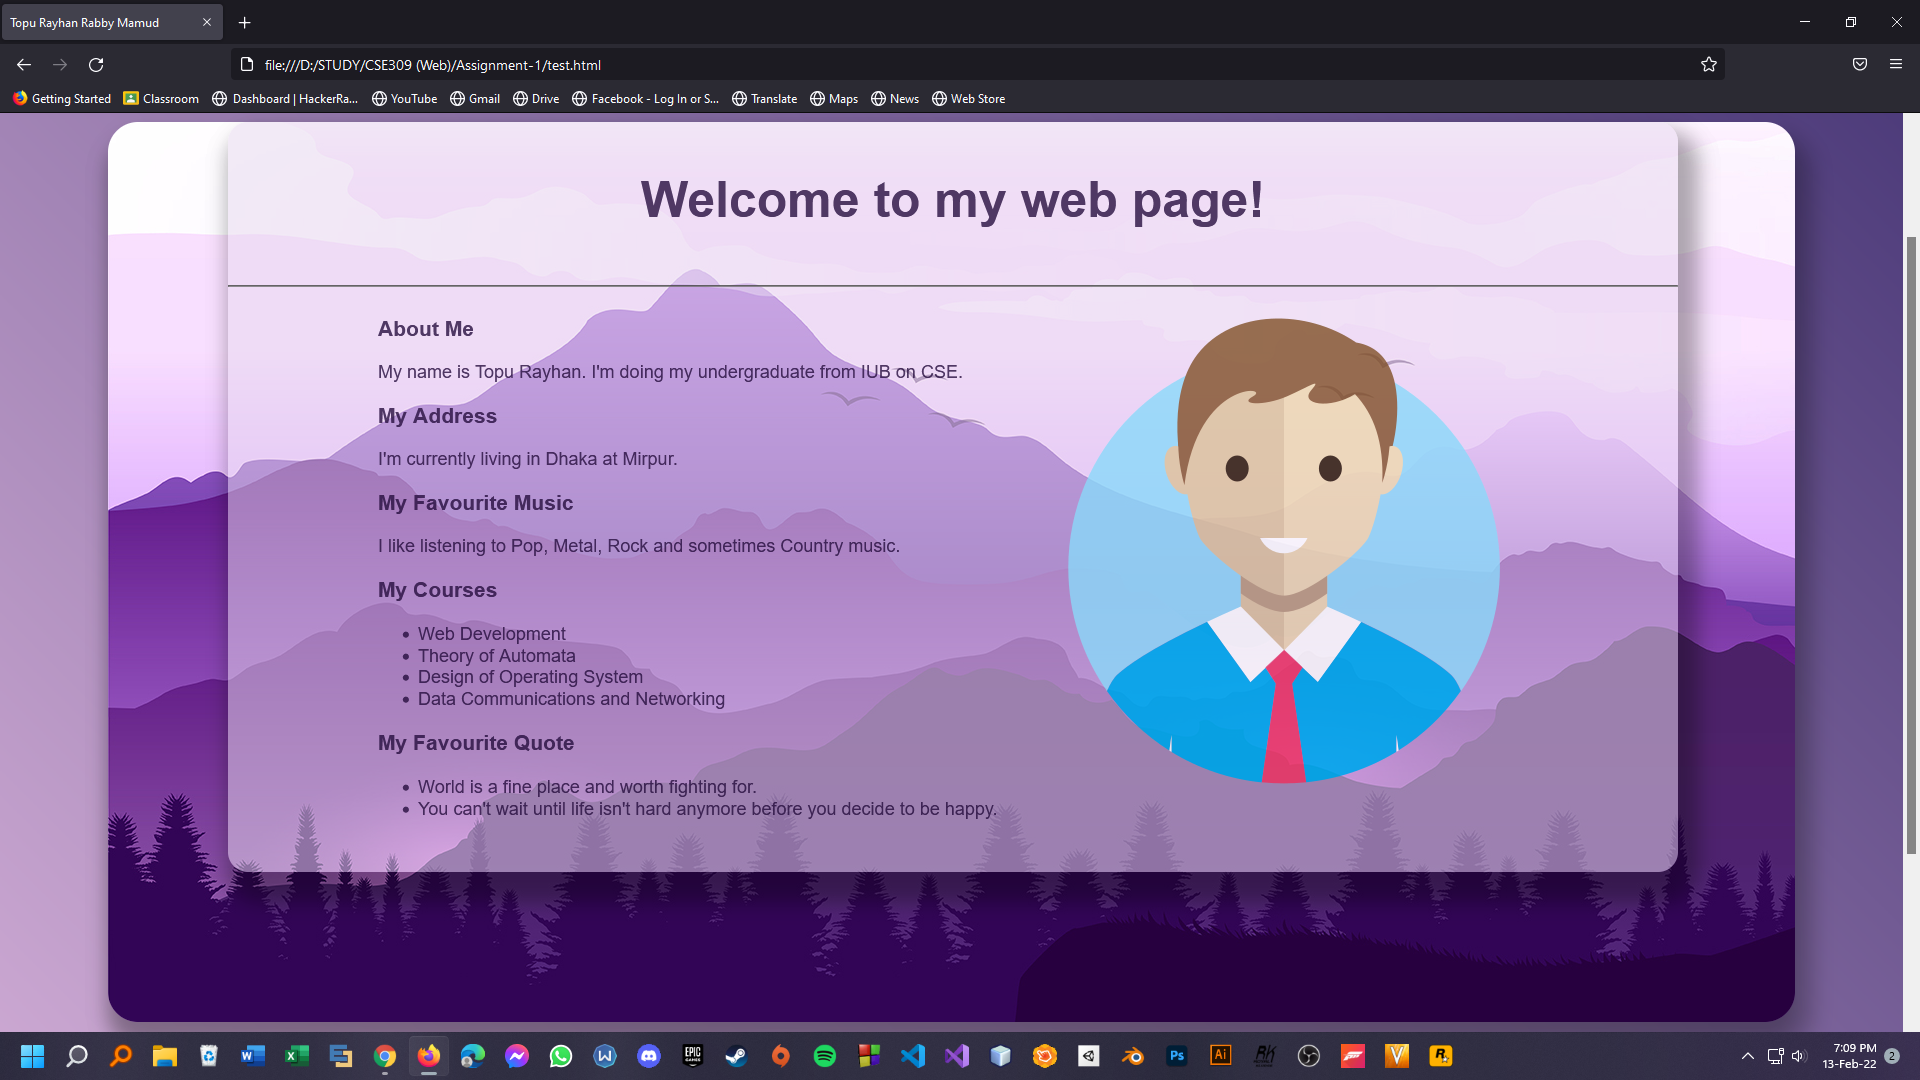 Topu Rayhan Rabby Mamud
file:///D:/STUDY/CSE309 (Web)/Assignment-1/test.html
Getting Started Classroom Dashboard | HackerRa... YouTube Gmail Drive Facebook - Log In or S... Translate Maps News Web Store
Welcome to my web page!
About Me
My name is Topu Rayhan. I'm doing my undergraduate from IUB on CSE.
My Address
I'm currently living in Dhaka at Mirpur.
My Favourite Music
I like listening to Pop, Metal, Rock and sometimes Country music.
My Courses
• Web Development
• Theory of Automata
• Design of Operating System
• Data Communications and Networking
My Favourite Quote
• World is a fine place and worth fighting for.
• You can't wait until life isn't hard anymore before you decide to be happy.
EPIC GAMES
Ps
Ai
7:09 PM
13-Feb-22
2